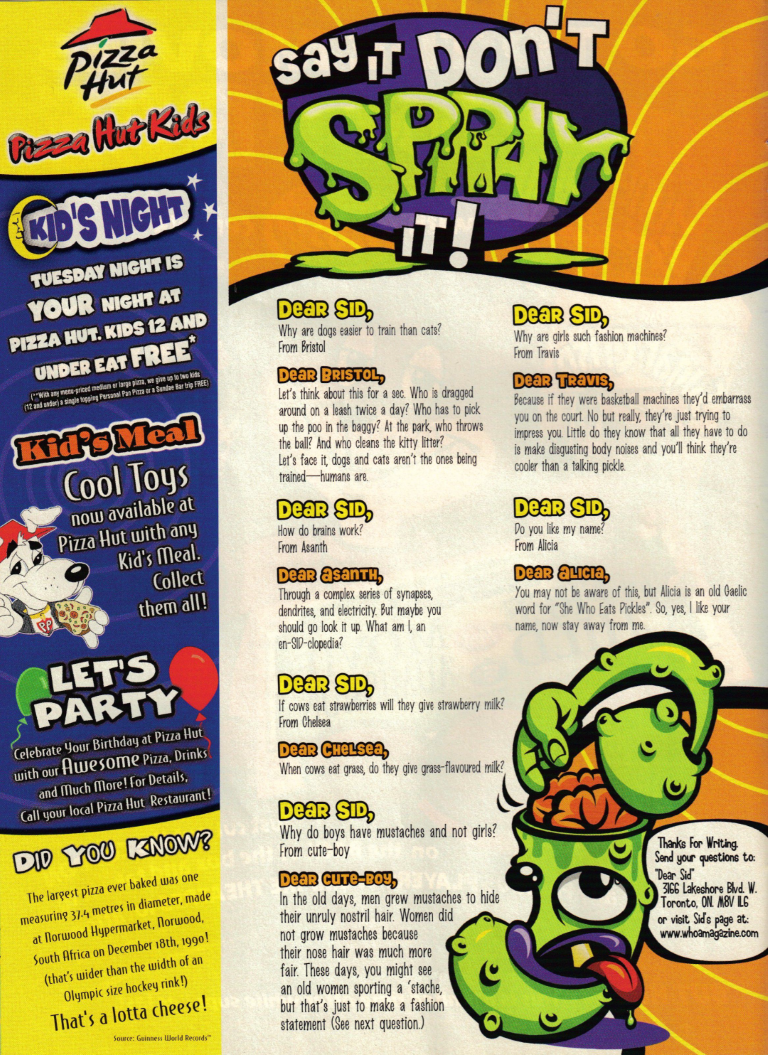 Pizza
Hut
Pizza Hut Kids
KID'S NIGHT
TUESDAY NIGHT IS
YOUR NIGHT AT
PIZZA HUT. KIDS 12 AND
UNDER EAT FREE*
(**With any menu-priced medium or large pizza, we give up to two kids
(12 and under) a single topping Personal Pan Pizza or a Sundae Bar trip FREE)
Kid's Meal
Cool Toys
now available at
Pizza Hut with any
Kid's Meal.
Collect
them all!
PP
LET'S
PARTY
Celebrate Your Birthday at Pizza Hut
with our Awesome Pizza, Drinks
and Much More! For Details,
Call your local Pizza Hut Restaurant!
DID YOU KNOW?
The largest pizza ever baked was one
measuring 37.4 metres in diameter, made
at Norwood Hypermarket, Norwood,
South Africa on December 18th, 1990!
(that's wider than the width of an
Olympic size hockey rink!)
That's a lotta cheese!
Source: Guinness World Records™
SAY IT DON'T
SPRAY
IT!
Dear SID,
Why are dogs easier to train than cats?
From Bristol
Dear Bristol,
Let's think about this for a sec. Who is dragged
around on a leash twice a day? Who has to pick
up the poo in the baggy? At the park, who throws
the ball? And who cleans the kitty litter?
Let's face it, dogs and cats aren't the ones being
trained—humans are.
Dear SID,
How do brains work?
From Asanth
Dear Asanth,
Through a complex series of synapses,
dendrites, and electricity. But maybe you
should go look it up. What am I, an
en-SID-clopedia?
Dear SID,
If cows eat strawberries will they give strawberry milk?
From Chelsea
Dear Chelsea,
When cows eat grass, do they give grass-flavoured milk?
Dear SID,
Why do boys have mustaches and not girls?
From cute-boy
Dear cute-boy,
In the old days, men grew mustaches to hide
their unruly nostril hair. Women did
not grow mustaches because
their nose hair was much more
fair. These days, you might see
an old women sporting a 'stache,
but that's just to make a fashion
statement (See next question.)
Dear SID,
Why are girls such fashion machines?
From Travis
Dear Travis,
Because if they were basketball machines they'd embarrass
you on the court. No but really, they're just trying to
impress you. Little do they know that all they have to do
is make disgusting body noises and you'll think they're
cooler than a talking pickle.
Dear SID,
Do you like my name?
From Alicia
Dear Alicia,
You may not be aware of this, but Alicia is an old Gaelic
word for "She Who Eats Pickles". So, yes, I like your
name, now stay away from me.
Thanks For Writing.
Send your questions to:
"Dear Sid"
3166 Lakeshore Blvd. W.
Toronto, ON. M8V 1L6
or visit Sid's page at:
www.whoamagazine.com